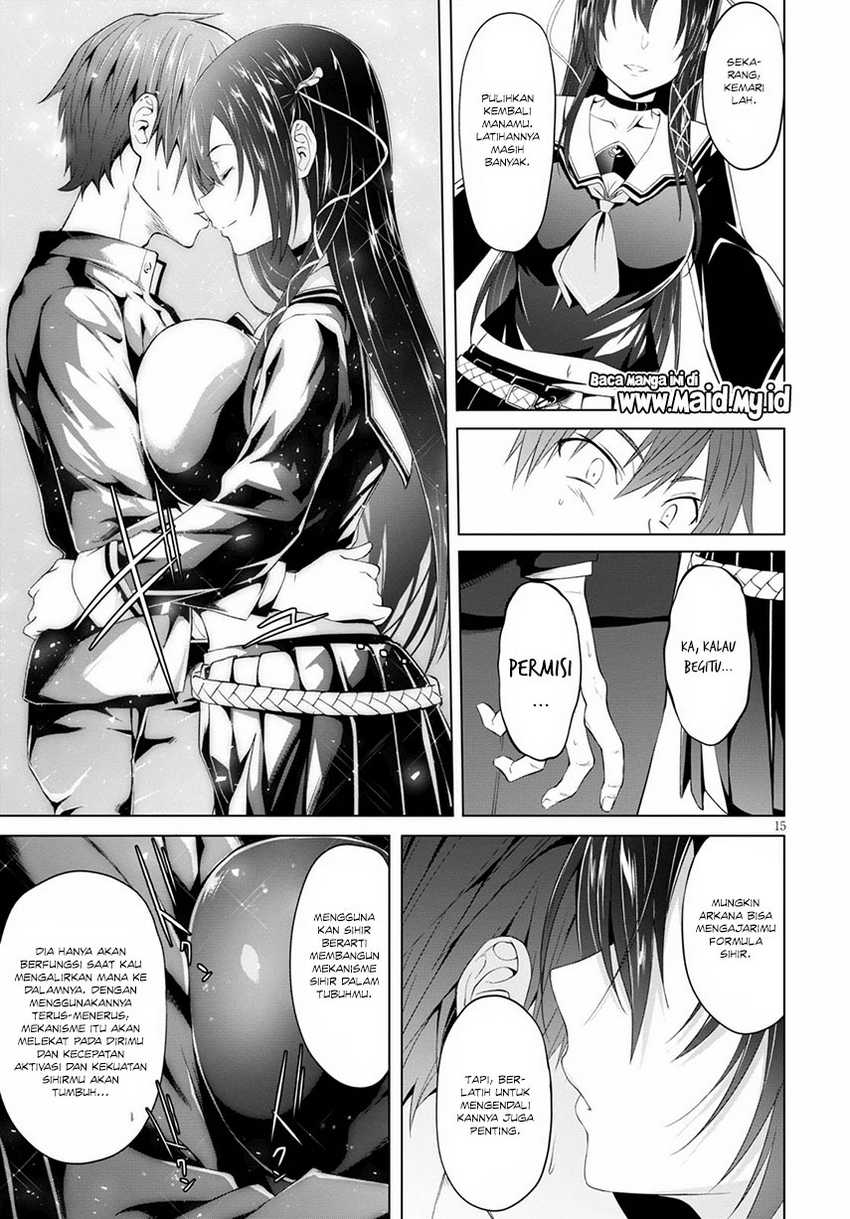 SEKA-
RANG,
KEMARI
LAH.
PULIHKAN
KEMBALI
MANAMU.
LATIHANNYA
MASIH
BANYAK.
BACA MANGA INI DI
www.Maid.my.id
KA, KALAU
BEGITU...
PERMISI
...
15
MUNGKIN
ARKANA BISA
MENGAJARIMU
FORMULA
SIHIR.
TAPI, BER-
LATIH UNTUK
MENGENDALI
KANNYA JUGA
PENTING.
MENGGUNA
KAN SIHIR
BERARTI
MEMBANGUN
MEKANISME
SIHIR DALAM
TUBUHMU.
DIA HANYA AKAN
BERFUNGSI SAAT KAU
MENGALIRKAN MANA KE
DALAMNYA. DENGAN
MENGGUNAKANNYA
TERUS-MENERUS,
MEKANISME ITU AKAN
MELEKAT PADA DIRIMU
DAN KECEPATAN
AKTIVASI DAN KEKUATAN
SIHIRMU AKAN
TUMBUH...